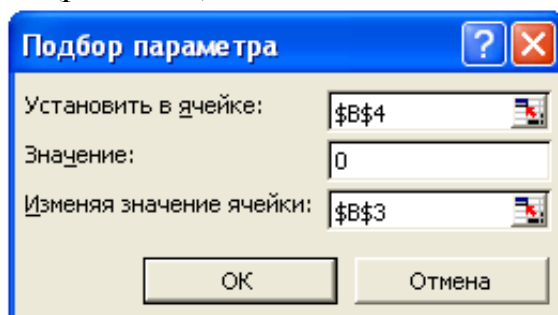 Подбор параметра
Установить в ячейке: $B$4
Значение: 0
Изменяя значение ячейки: $B$3
ОК Отмена